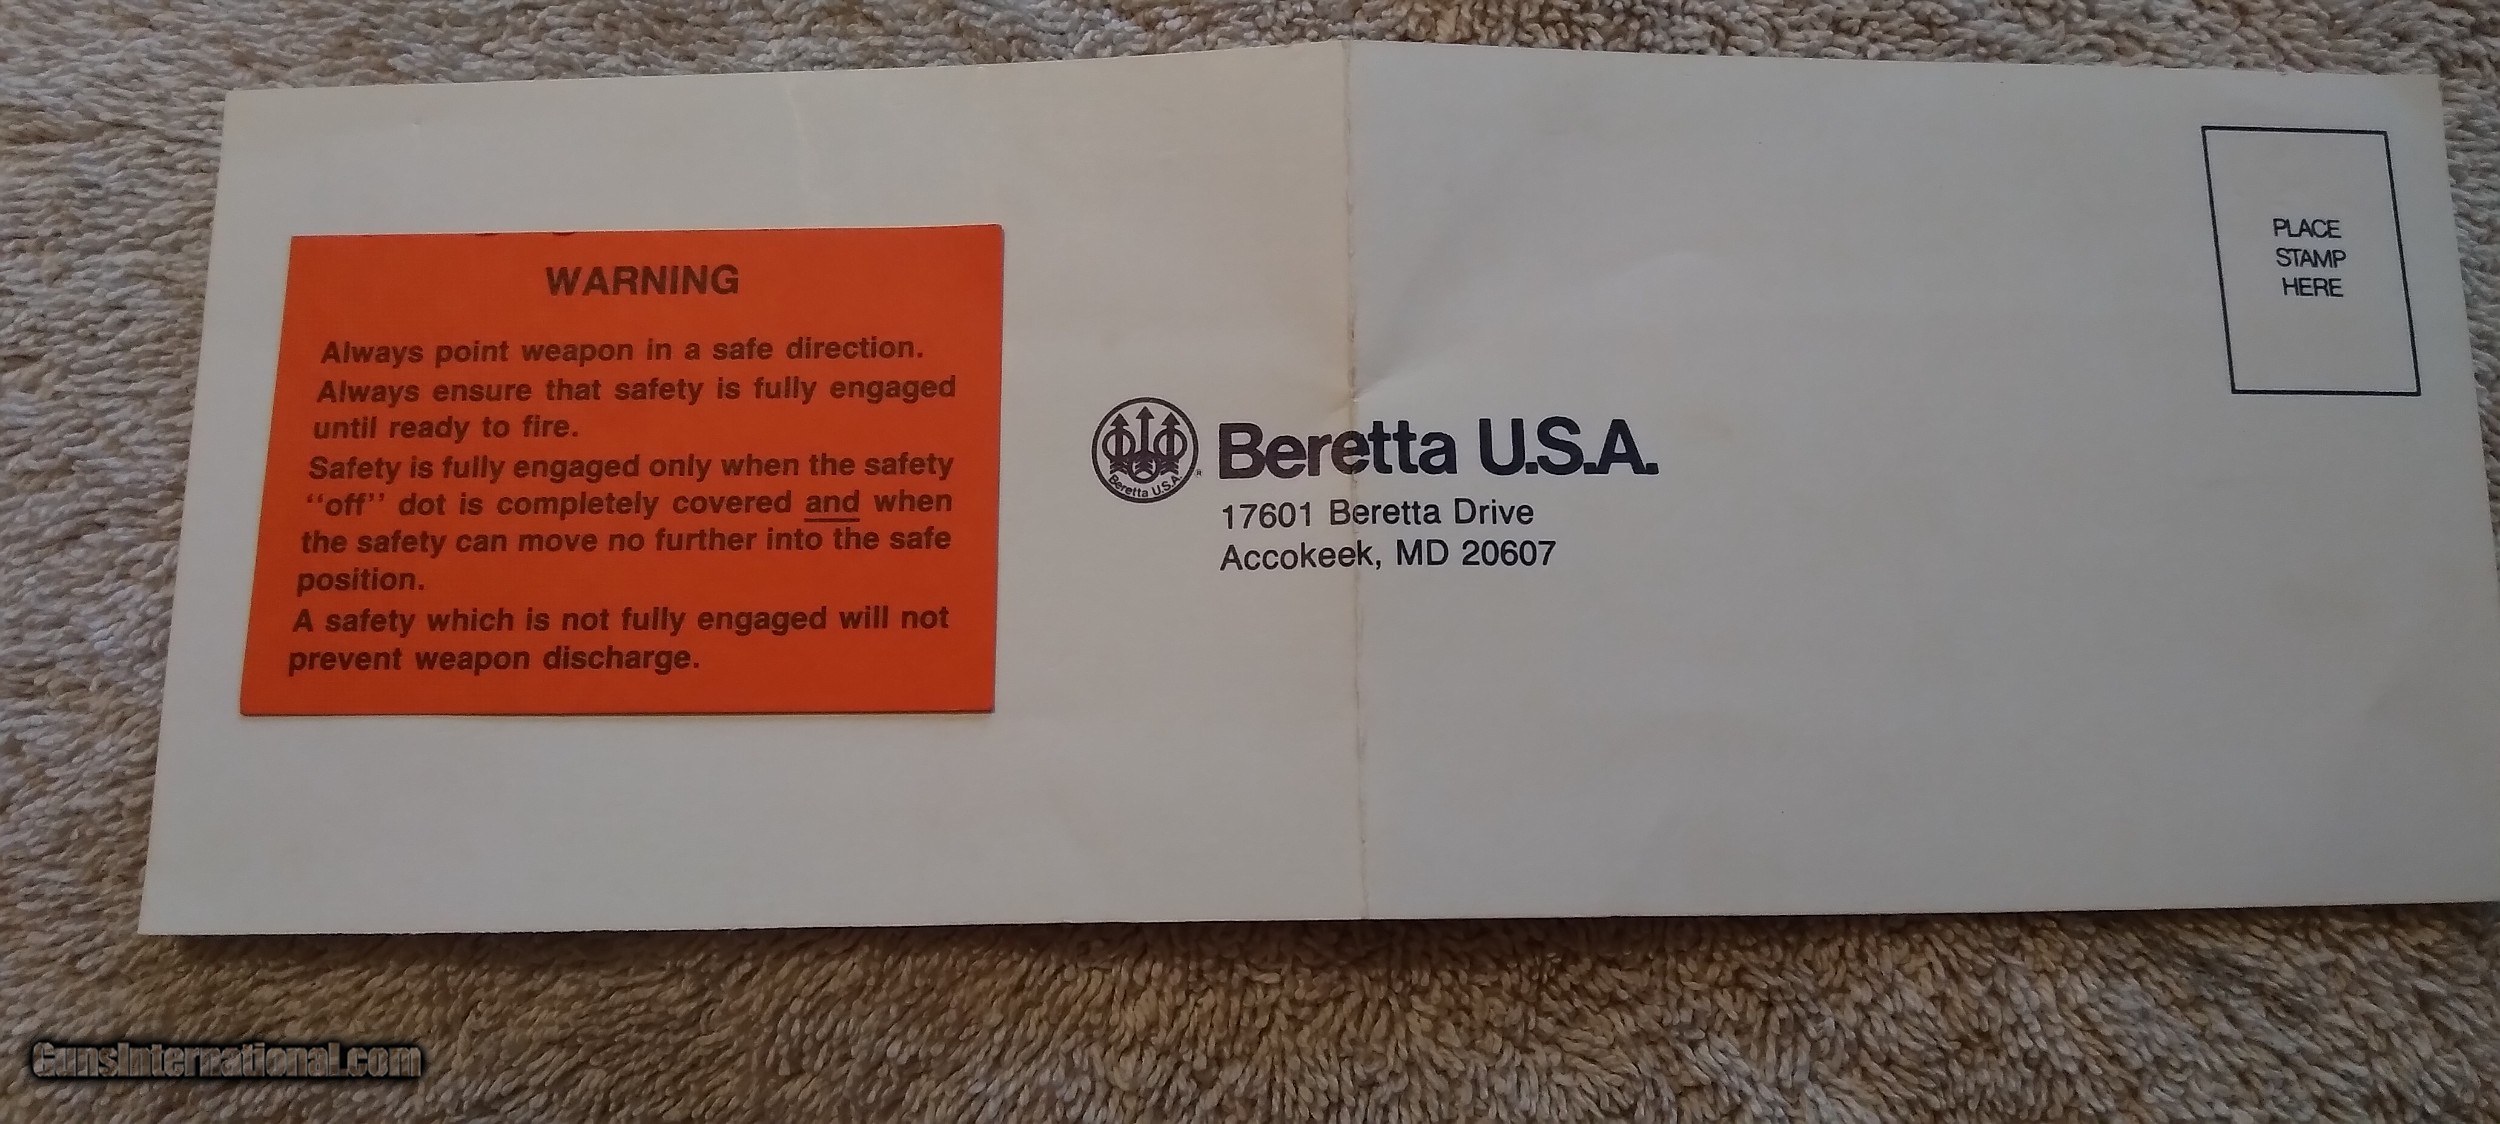 WARNING
Always point weapon in a safe direction.
Always ensure that safety is fully engaged
until ready to fire.
Safety is fully engaged only when the safety
"off" dot is completely covered and when
the safety can move no further into the safe
position.
A safety which is not fully engaged will not
prevent weapon discharge.
Beretta U.S.A.
®
Beretta U.S.A.
17601 Beretta Drive
Accokeek, MD 20607
PLACE
STAMP
HERE
GunsInternational.com